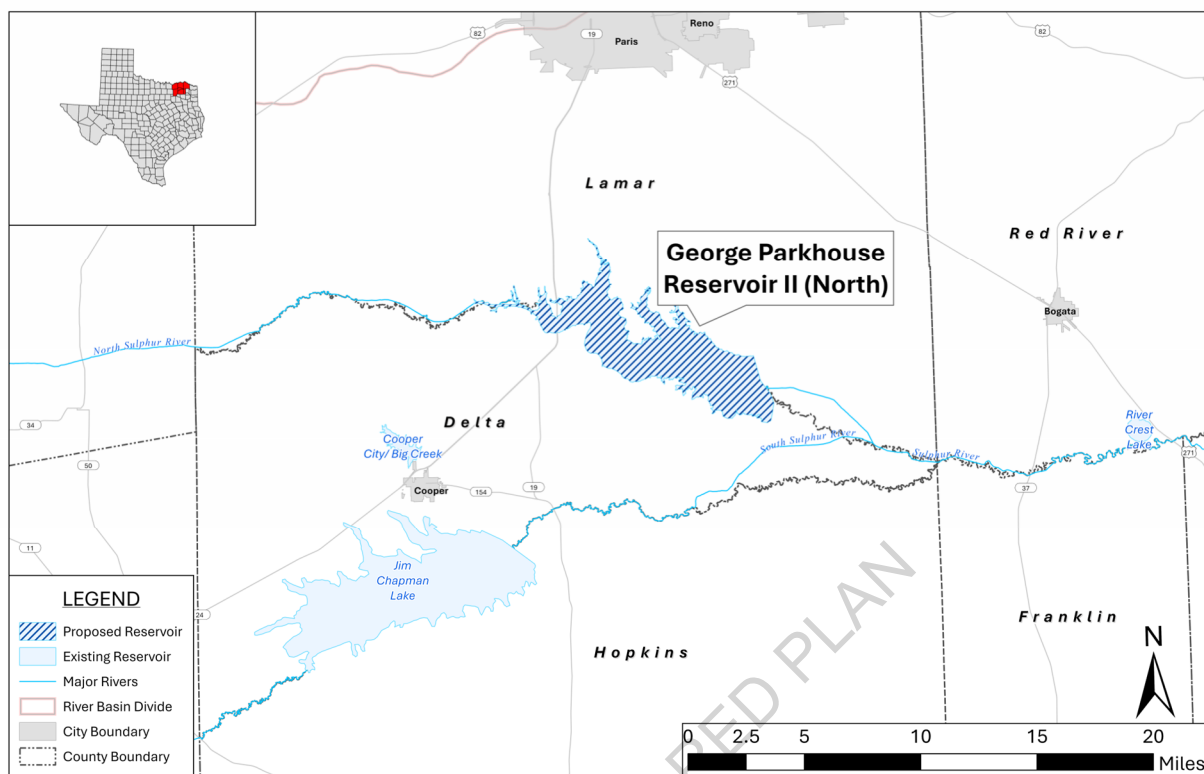 Reno
82
19
Paris
82
271
Lamar
Red River
George Parkhouse
Reservoir II (North)
Bogata
North Sulphur River
Delta
34
Cooper
City/ Big Creek
South Sulphur River
Sulphur River
River
Crest
Lake
271
50
Cooper
154
19
37
11
Jim
Chapman
Lake
24
Hopkins
Franklin
RED PLAN
LEGEND
Proposed Reservoir
Existing Reservoir
Major Rivers
River Basin Divide
City Boundary
County Boundary
N
0 2.5 5 10 15 20
Miles